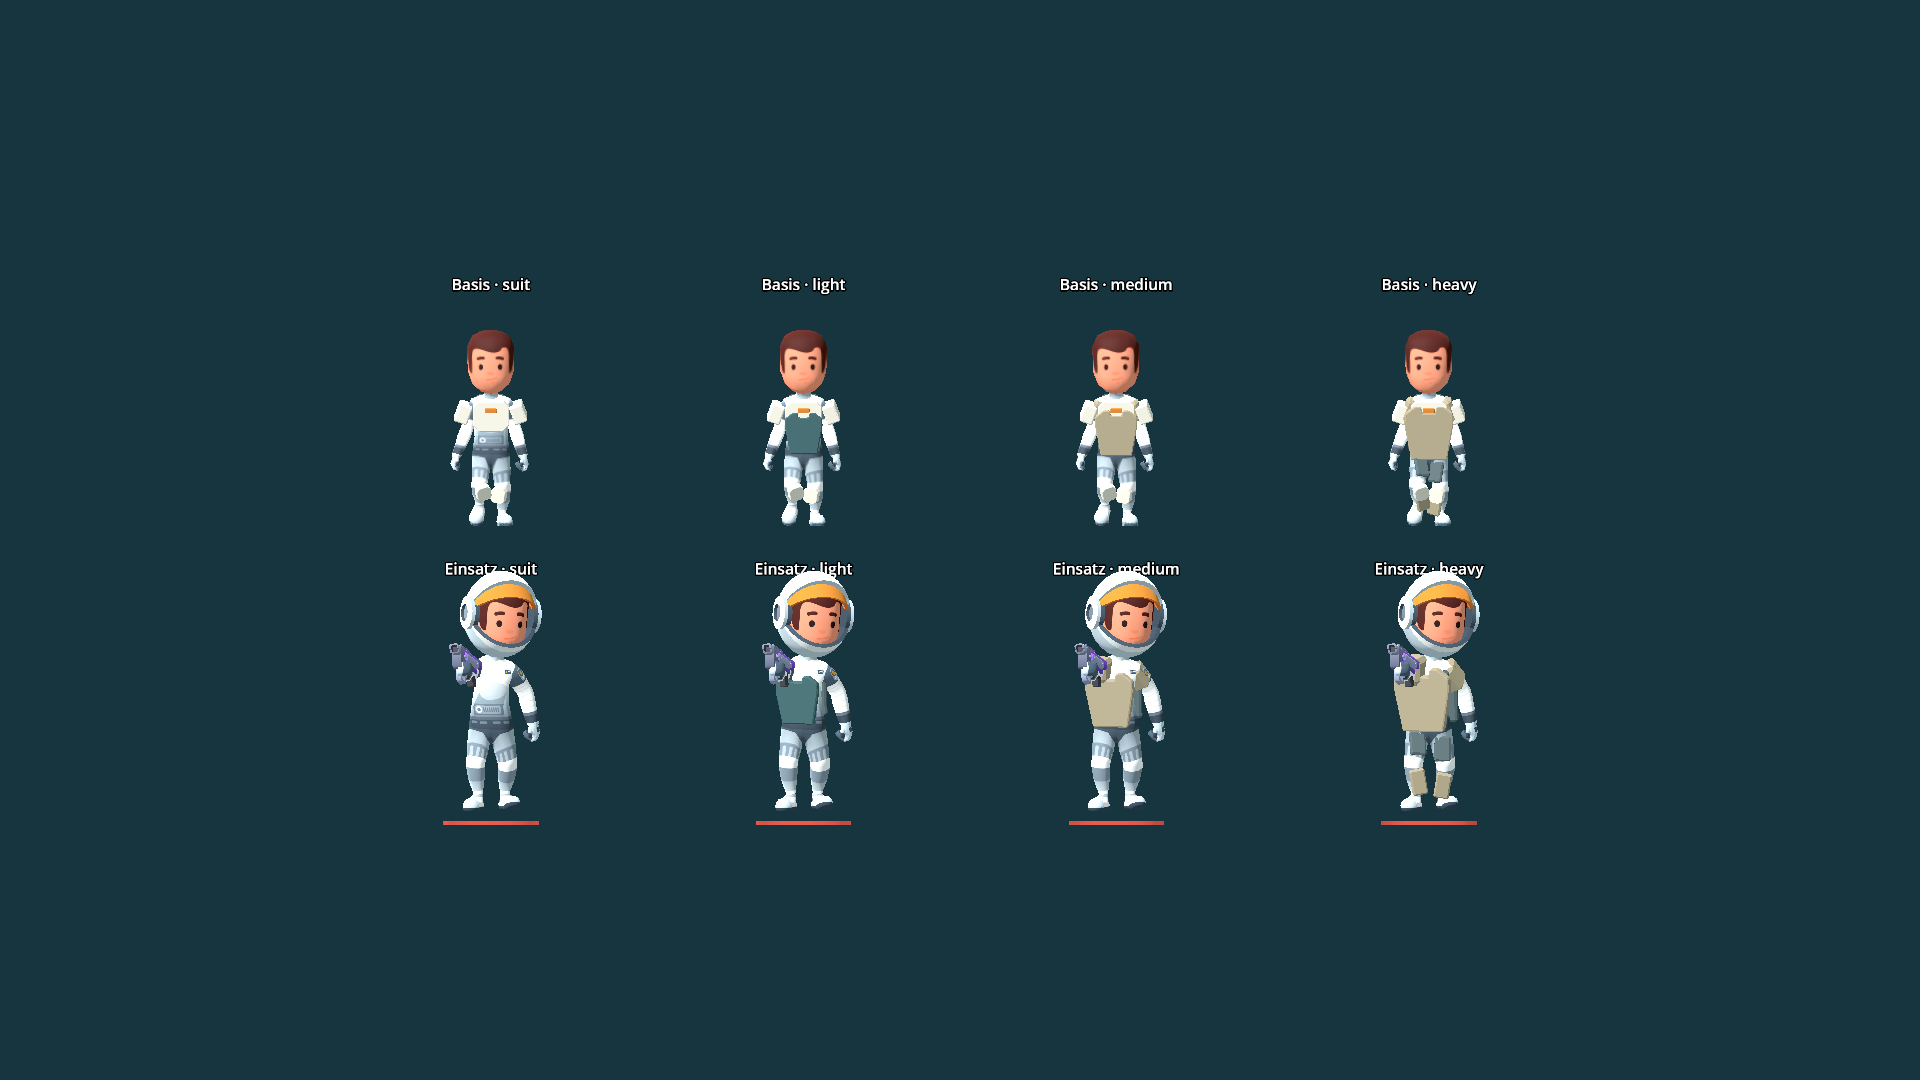 Basis · suit
Basis · light
Basis · medium
Basis · heavy
Einsatz · suit
Einsatz · light
Einsatz · medium
Einsatz · heavy